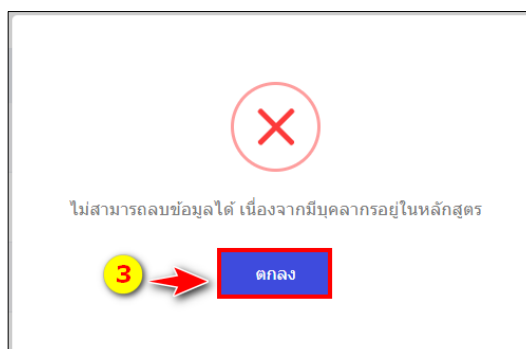 ไม่สามารถลบข้อมูลได้ เนื่องจากมีบุคลากรอยู่ในหลักสูตร
3
ตกลง